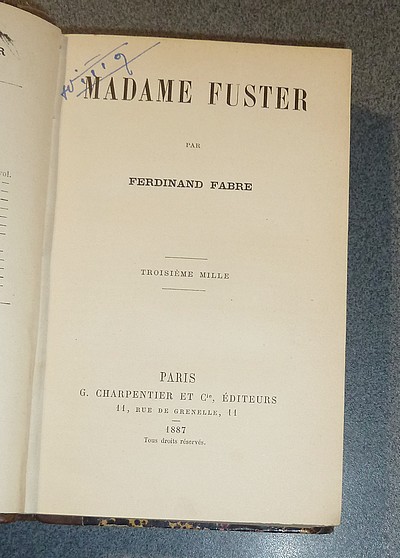 R
vol.
MADAME FUSTER
PAR
FERDINAND FABRE
TROISIÈME MILLE
PARIS
G. CHARPENTIER ET Cie, ÉDITEURS
11, RUE DE GRENELLE, 11
1887
Tous droits réservés.